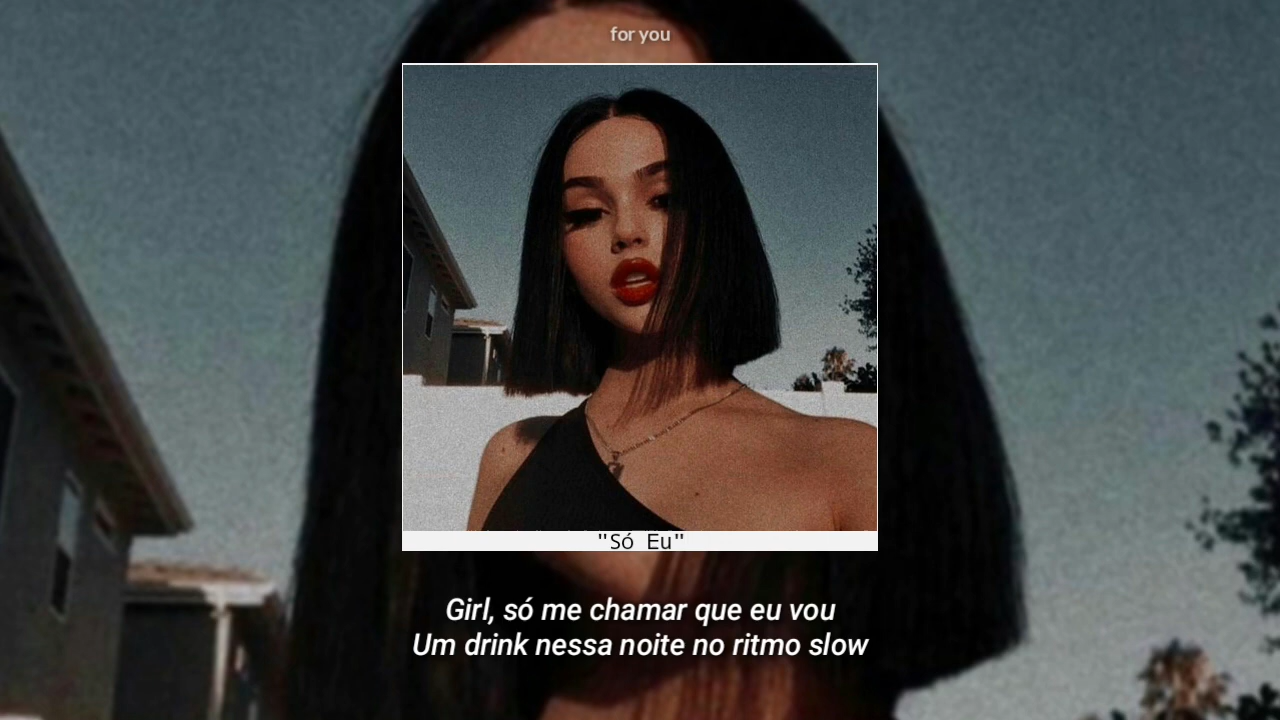 for you
"Só Eu"
Girl, só me chamar que eu vou
Um drink nessa noite no ritmo slow